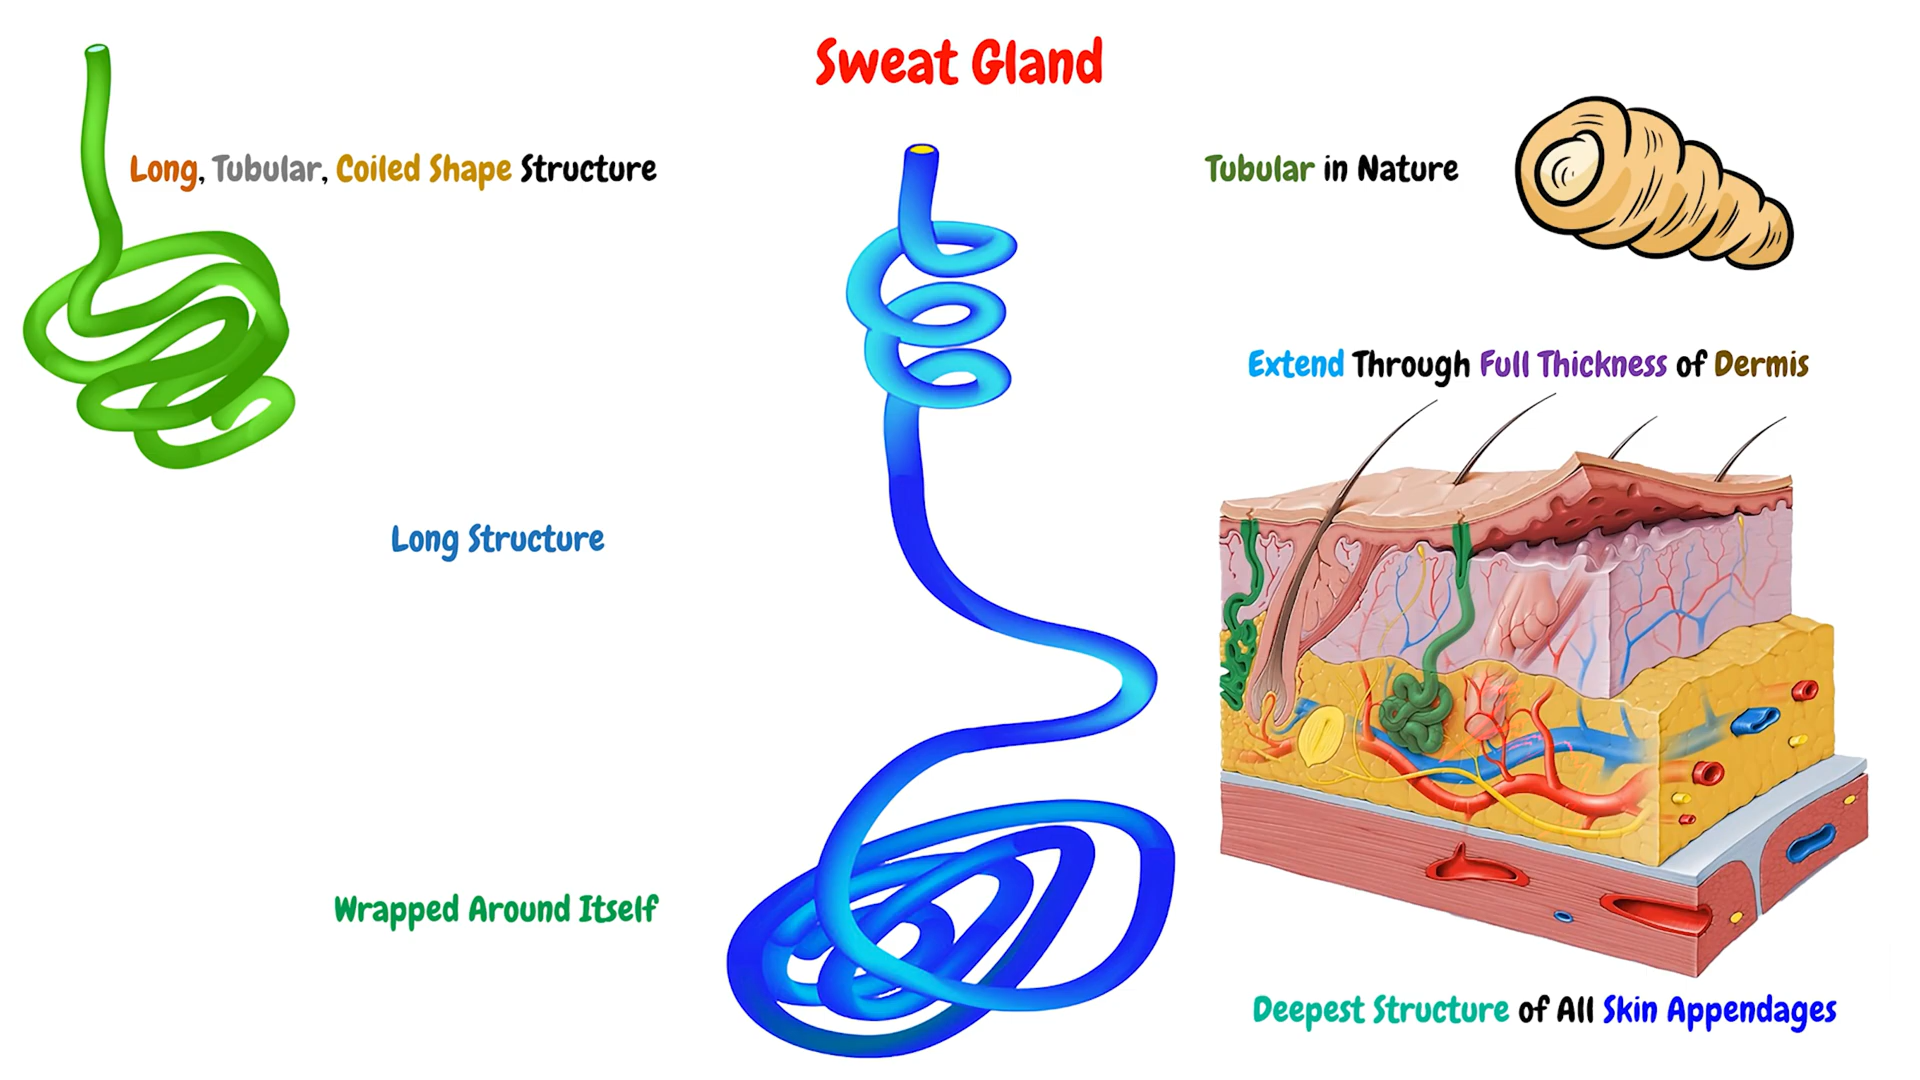 Sweat Gland
Long, Tubular, Coiled Shape Structure
Tubular in Nature
Extend Through Full Thickness of Dermis
Long Structure
Wrapped Around Itself
Deepest Structure of All Skin Appendages